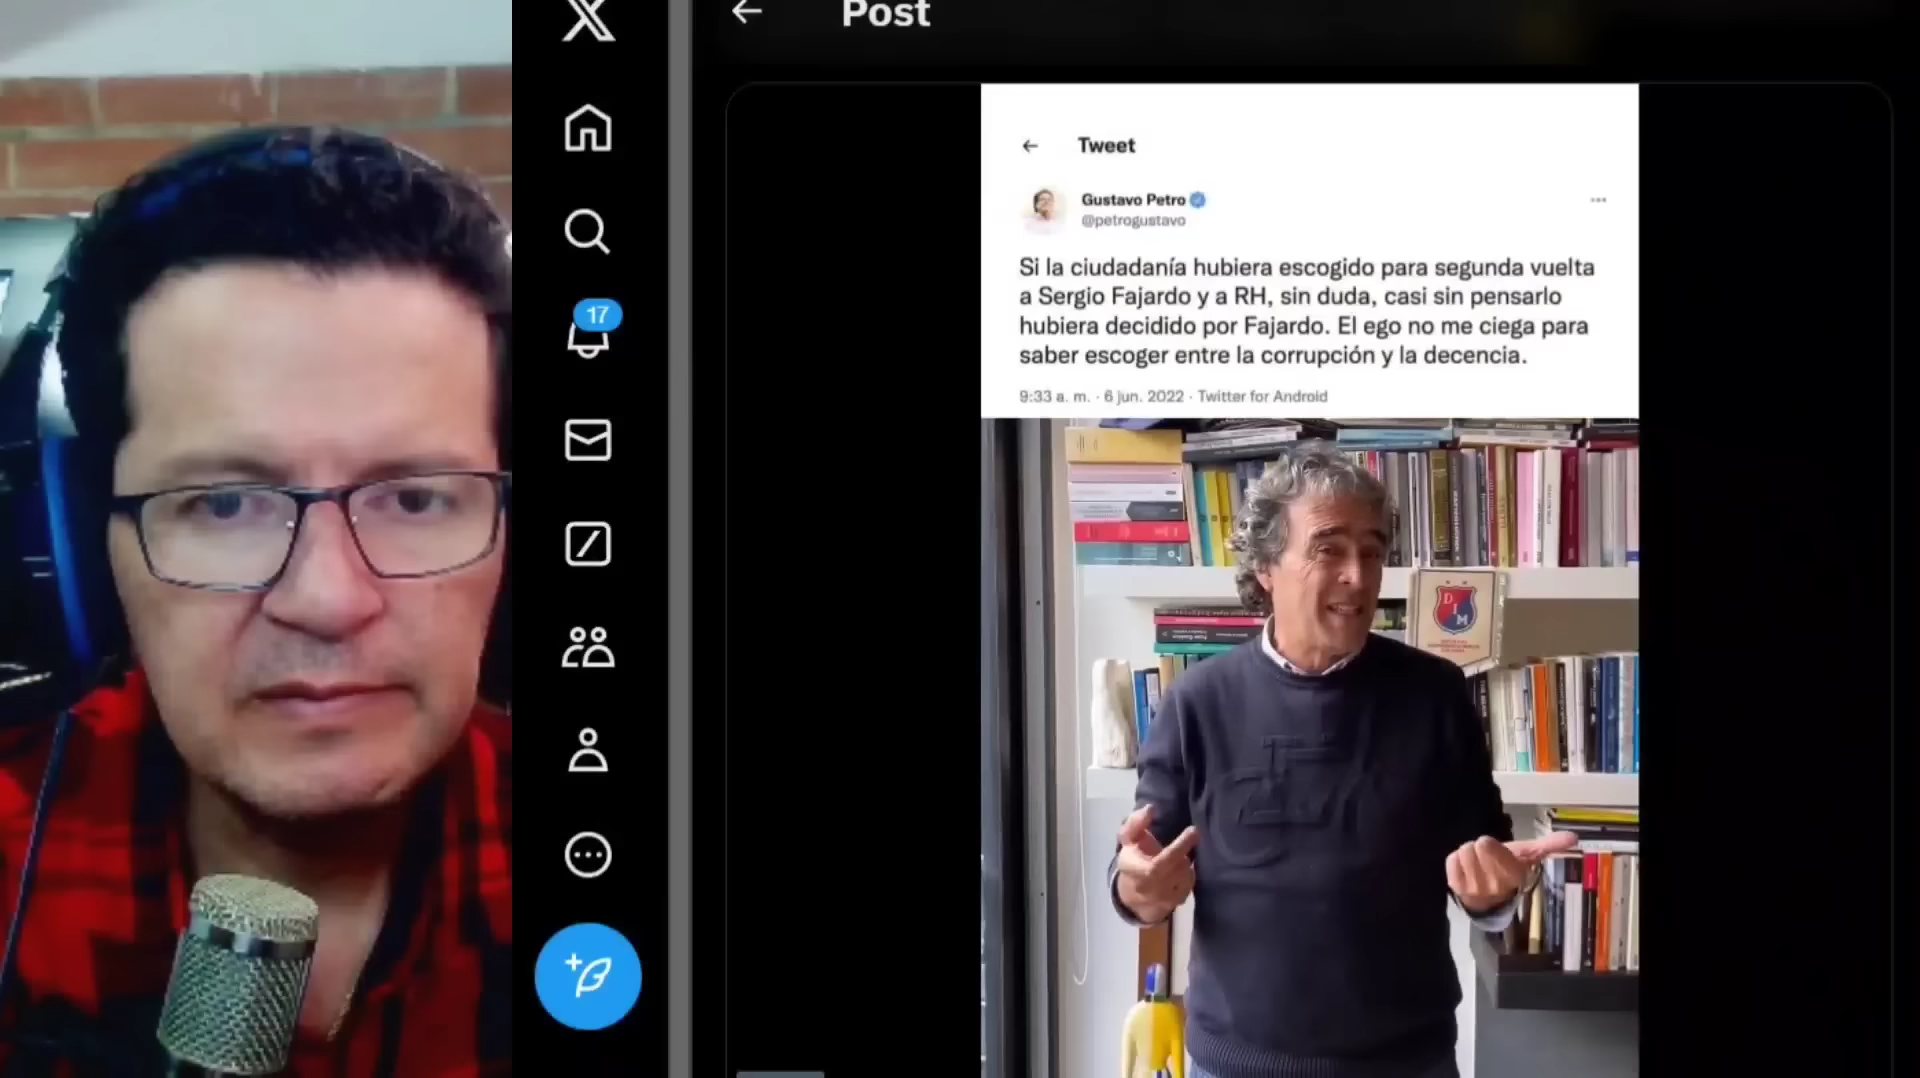 Post
17
Tweet
Gustavo Petro
@petrogustavo
Si la ciudadanía hubiera escogido para segunda vuelta
a Sergio Fajardo y a RH, sin duda, casi sin pensarlo
hubiera decidido por Fajardo. El ego no me ciega para
saber escoger entre la corrupción y la decencia.
9:33 a. m. · 6 jun. 2022 · Twitter for Android
DIM